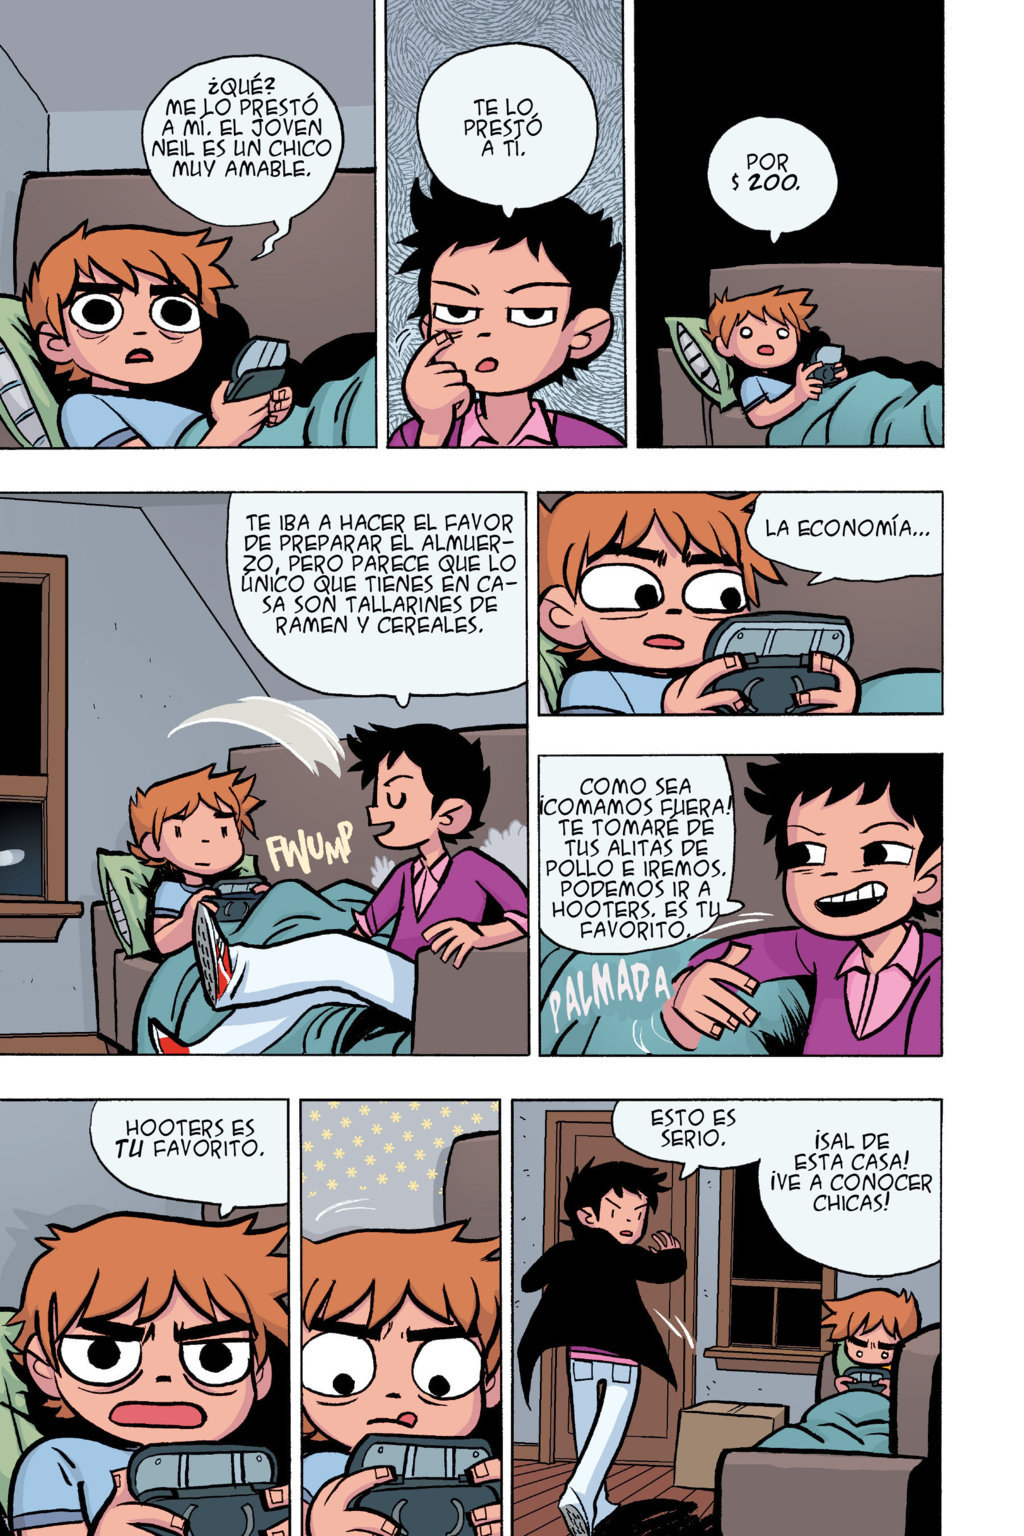 ¿QUÉ?
ME LO PRESTÓ
A MÍ. EL JOVEN
NEIL ES UN CHICO
MUY AMABLE.
TE LO
PRESTÓ
A TÍ.
POR
$ 200.
TE IBA A HACER EL FAVOR
DE PREPARAR EL ALMUER-
ZO, PERO PARECE QUE LO
ÚNICO QUE TIENES EN CA-
SA SON TALLARINES DE
RAMEN Y CEREALES.
FWUMP
LA ECONOMÍA...
COMO SEA
¡COMAMOS FUERA!
TE TOMARÉ DE
TUS ALITAS DE
POLLO E IREMOS.
PODEMOS IR A
HOOTERS. ES TU
FAVORITO.
PALMADA
HOOTERS ES
TU FAVORITO.
ESTO ES
SERIO.
¡SAL DE
ESTA CASA!
¡VE A CONOCER
CHICAS!